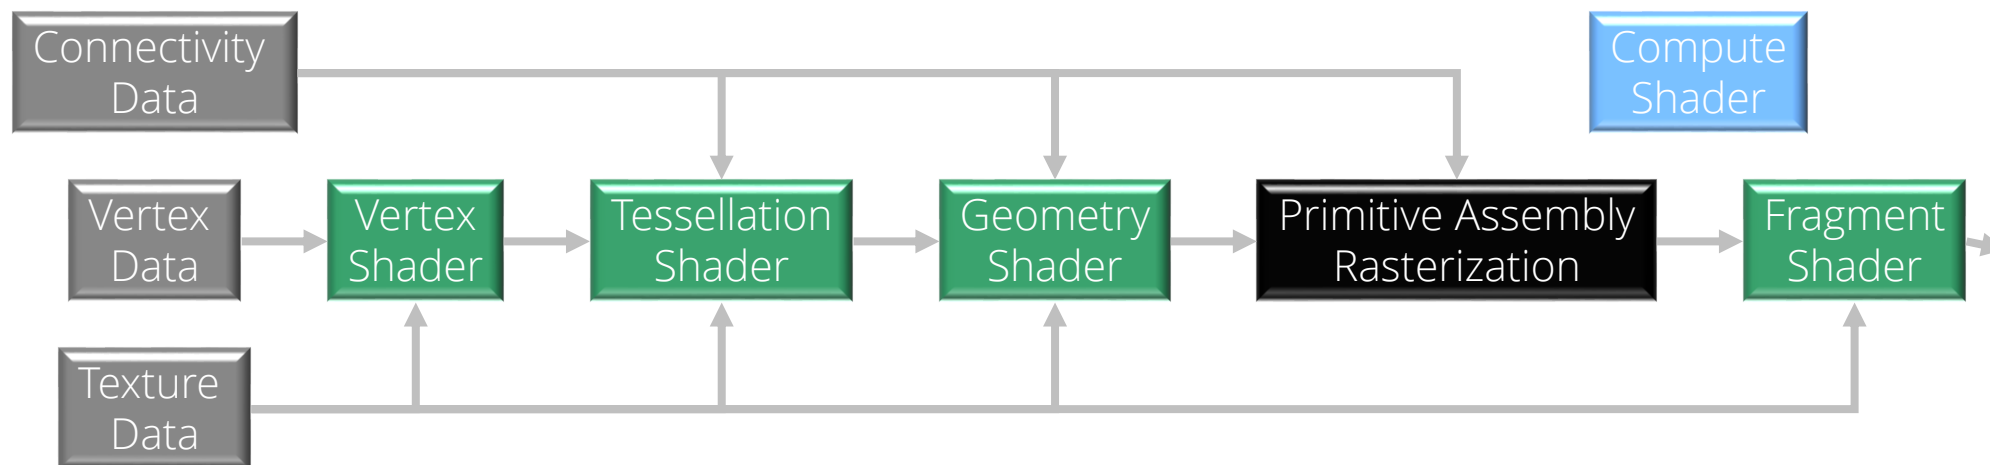 Connectivity
Data
Compute
Shader
Vertex
Data
Vertex
Shader
Tessellation
Shader
Geometry
Shader
Primitive Assembly
Rasterization
Fragment
Shader
Texture
Data